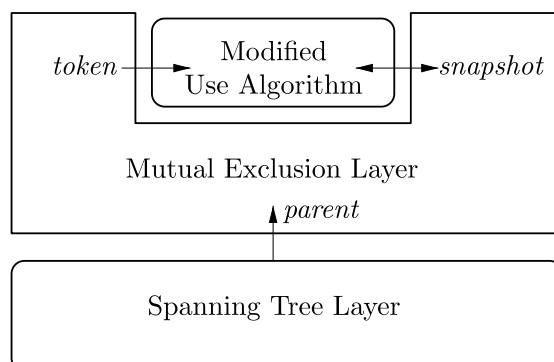 Modified
token
snapshot
Use Algorithm
Mutual Exclusion Layer
parent
Spanning Tree Layer